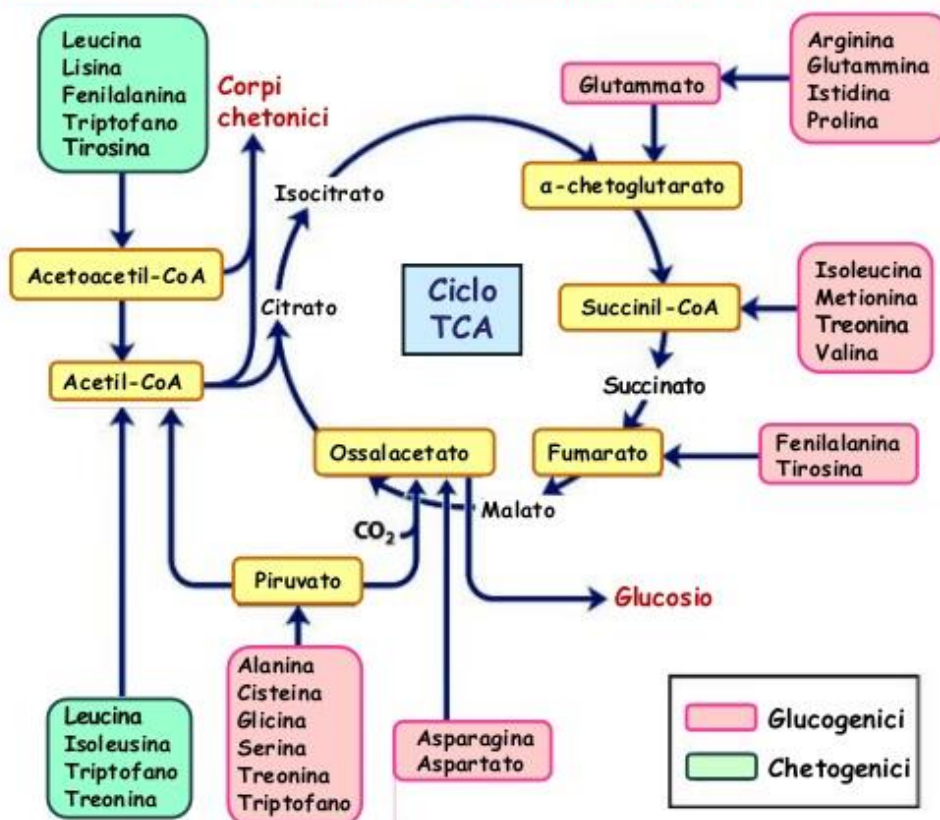 Leucina
Lisina
Fenilalanina
Triptofano
Tirosina
Corpi
chetonici
Glutammato
Arginina
Glutammina
Istidina
Prolina
Isocitrato
α-chetoglutarato
Acetoacetil-CoA
Citrato
Ciclo
TCA
Succinil-CoA
Isoleucina
Metionina
Treonina
Valina
Acetil-CoA
Succinato
Ossalacetato
Fumarato
Fenilalanina
Tirosina
Malato
CO₂
Piruvato
Glucosio
Leucina
Isoleusina
Triptofano
Treonina
Alanina
Cisteina
Glicina
Serina
Treonina
Triptofano
Asparagina
Aspartato
Glucogenici
Chetogenici